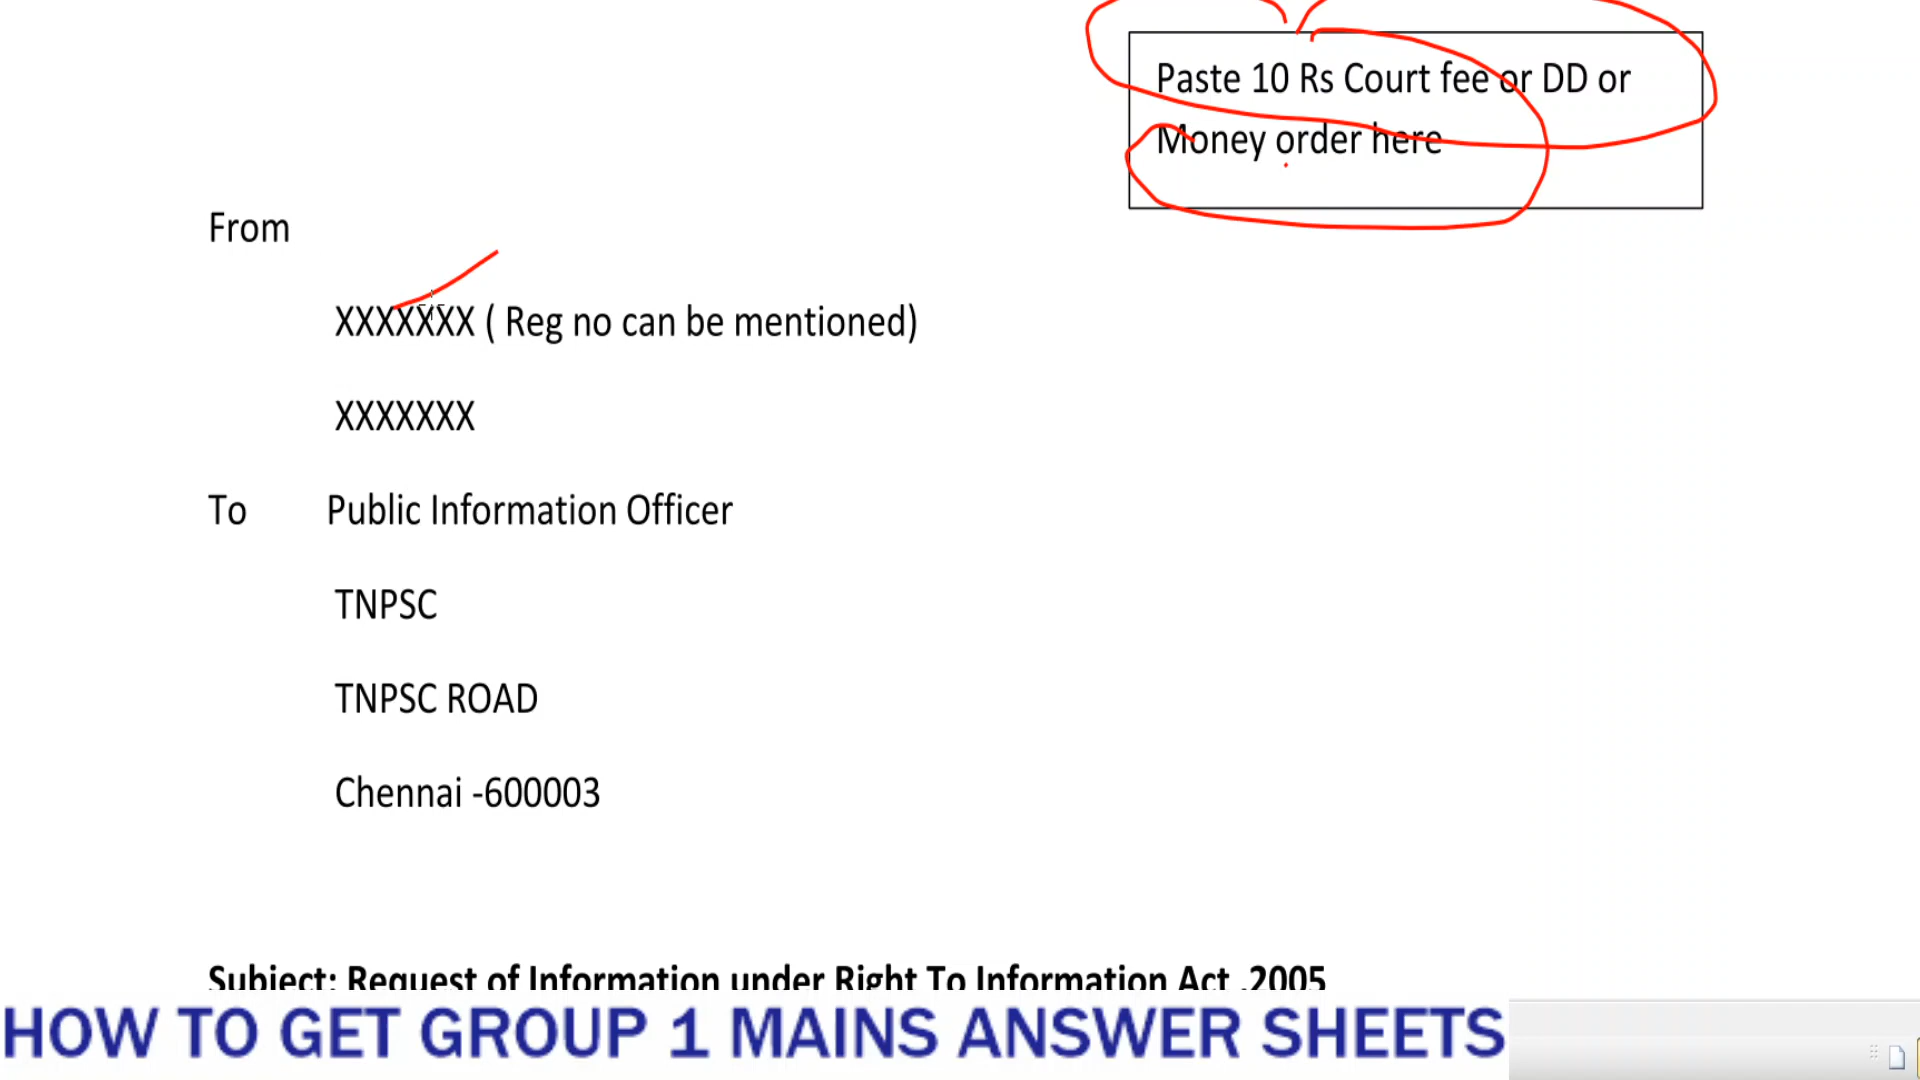 Paste 10 Rs Court fee or DD or
Money order here
From
XXXXXXX ( Reg no can be mentioned)
XXXXXXX
To Public Information Officer
TNPSC
TNPSC ROAD
Chennai -600003
Subject: Request of Information under Right To Information Act ,2005
HOW TO GET GROUP 1 MAINS ANSWER SHEETS